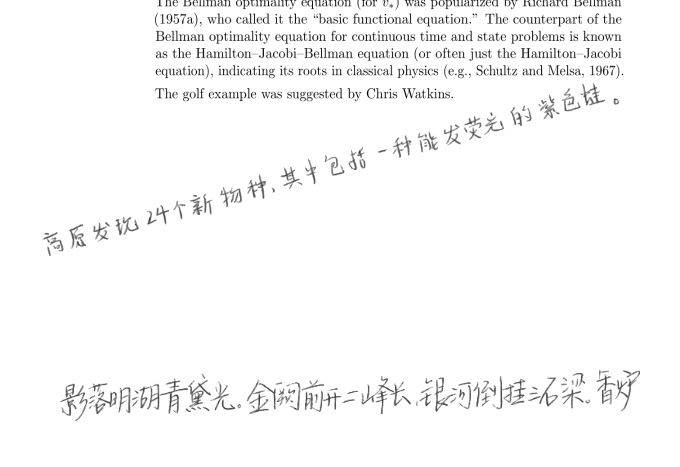 The Bellman optimality equation (for v*) was popularized by Richard Bellman
(1957a), who called it the “basic functional equation.” The counterpart of the
Bellman optimality equation for continuous time and state problems is known
as the Hamilton–Jacobi–Bellman equation (or often just the Hamilton–Jacobi
equation), indicating its roots in classical physics (e.g., Schultz and Melsa, 1967).
The golf example was suggested by Chris Watkins.
高原发现24个新物种,其中包括一种能发荧光的紫色蛙。
影落明湖青黛光。金阙前开二峰长,银河倒挂三石梁。香炉